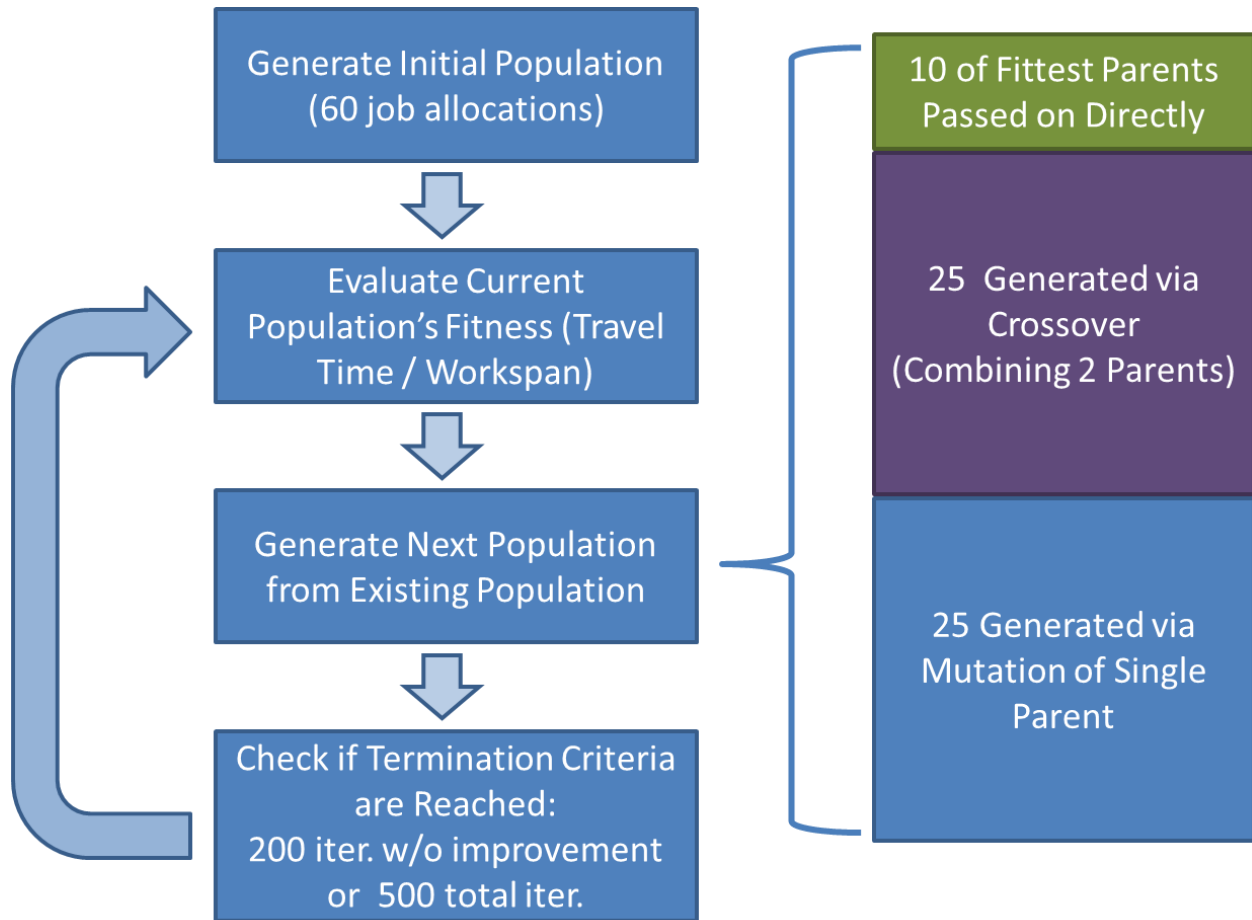 Generate Initial Population
(60 job allocations)
Evaluate Current
Population’s Fitness (Travel
Time / Workspan)
Generate Next Population
from Existing Population
Check if Termination Criteria
are Reached:
200 iter. w/o improvement
or 500 total iter.
10 of Fittest Parents
Passed on Directly
25 Generated via
Crossover
(Combining 2 Parents)
25 Generated via
Mutation of Single
Parent